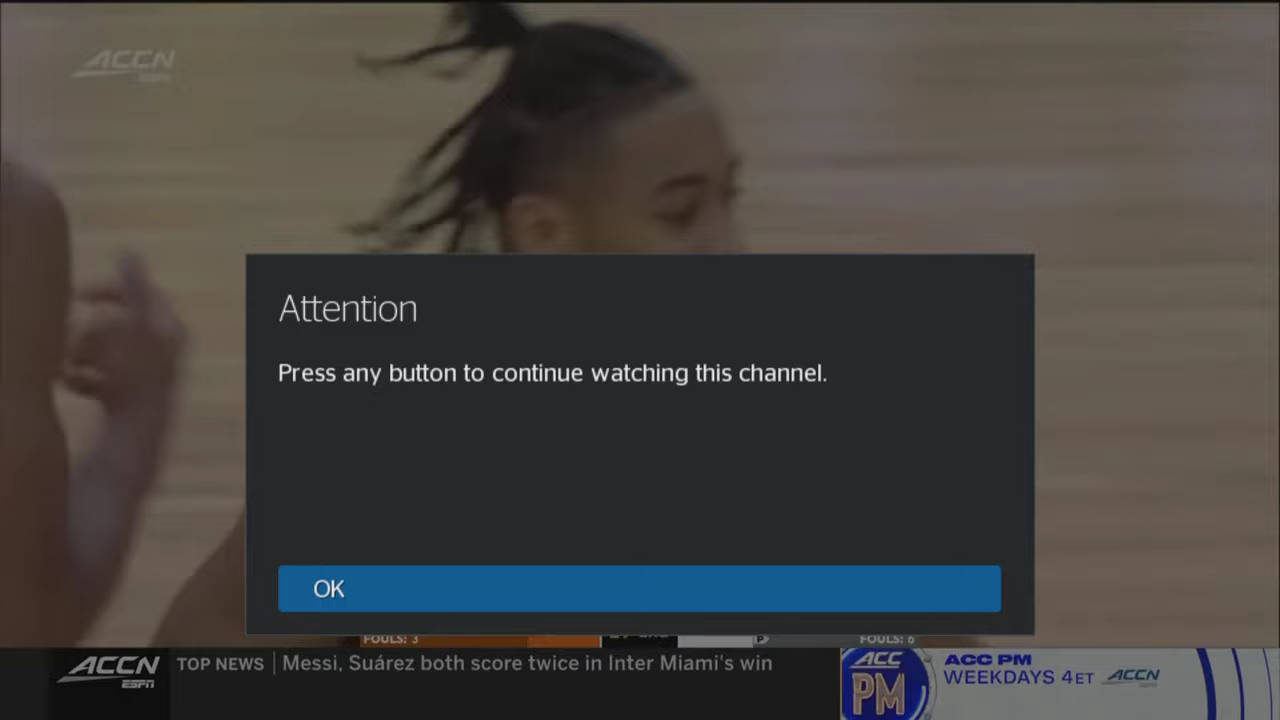 ACCN
ESPN
Attention
Press any button to continue watching this channel.
OK
FOULS: 3
P
FOULS: 6
ACCN
ESPN
TOP NEWS | Messi, Suárez both score twice in Inter Miami's win
ACC
PM
ACC PM
WEEKDAYS 4ET ACCN